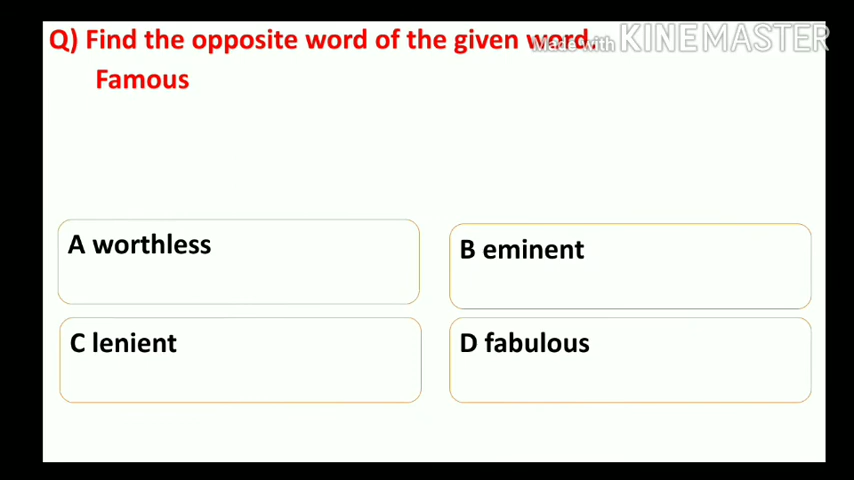 Q) Find the opposite word of the given word.
Made with KINEMASTER
Famous
A worthless
B eminent
C lenient
D fabulous